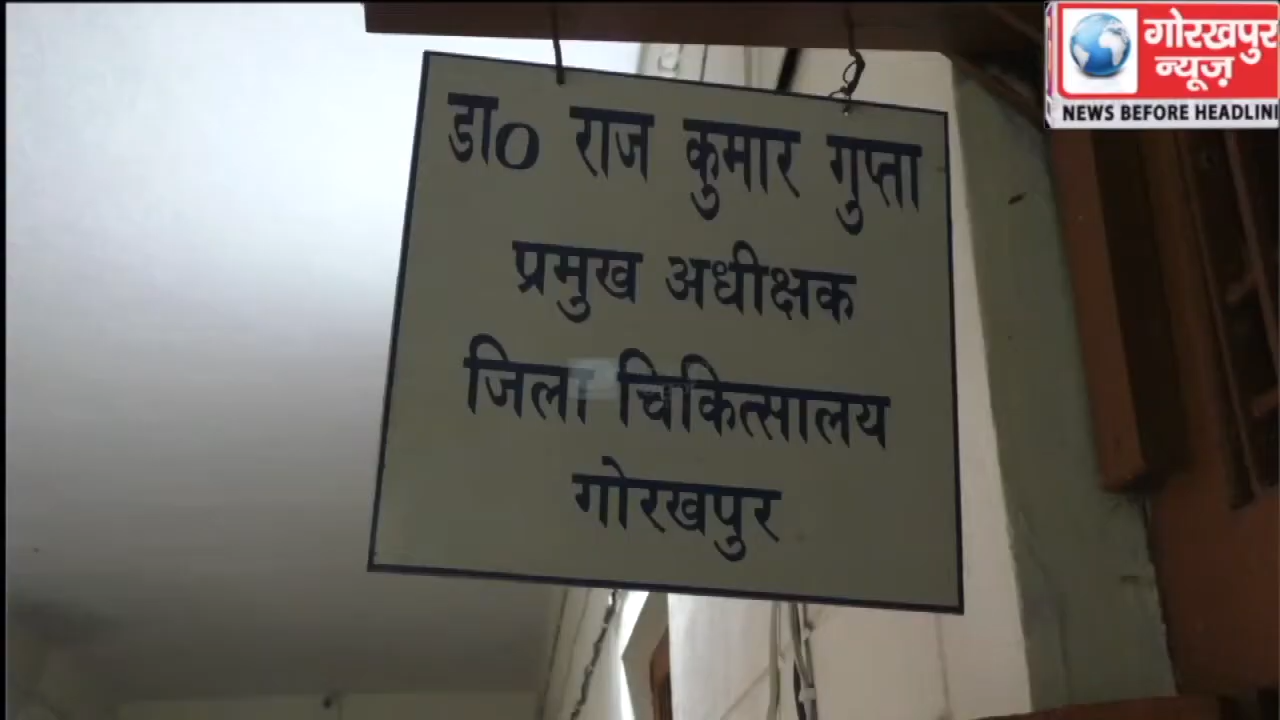 डा0 राज कुमार गुप्ता
प्रमुख अधीक्षक
जिला चिकित्सालय
गोरखपुर
गोरखपुर
न्यूज़
NEWS BEFORE HEADLINE